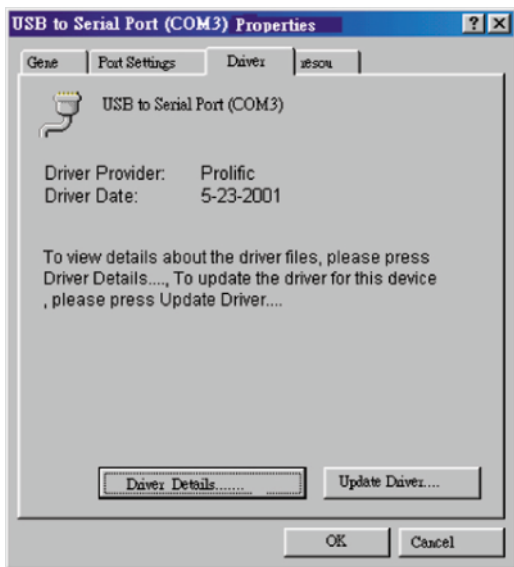 USB to Serial Port (COM3) Properties
? X
Gene Port Settings Driver resou
USB to Serial Port (COM3)
Driver Provider: Prolific
Driver Date: 5-23-2001
To view details about the driver files, please press
Driver Details...., To update the driver for this device
, please press Update Driver....
Driver Details....... ..... Update Driver....
OK Cancel